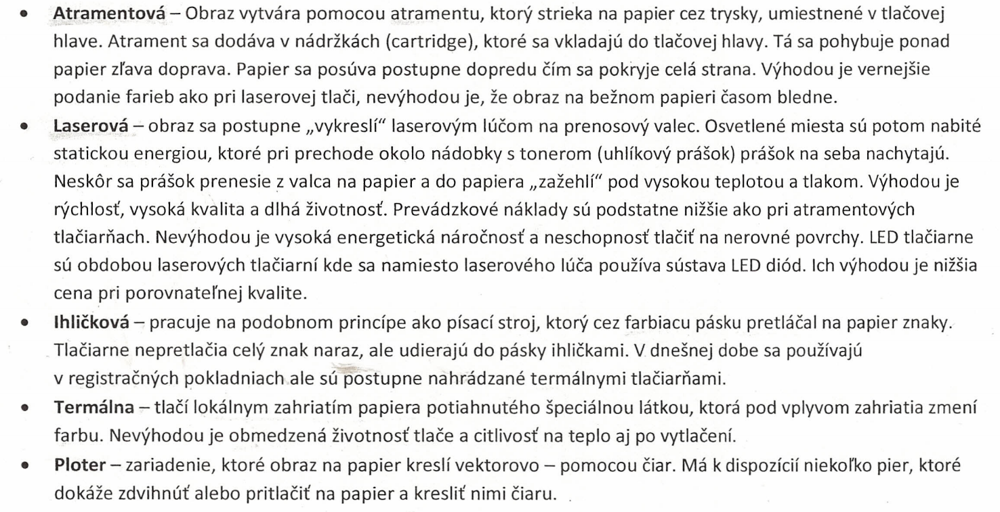 • Atramentová – Obraz vytvára pomocou atramentu, ktorý strieka na papier cez trysky, umiestnené v tlačovej
hlave. Atrament sa dodáva v nádržkách (cartridge), ktoré sa vkladajú do tlačovej hlavy. Tá sa pohybuje ponad
papier zľava doprava. Papier sa posúva postupne dopredu čím sa pokryje celá strana. Výhodou je vernejšie
podanie farieb ako pri laserovej tlači, nevýhodou je, že obraz na bežnom papieri časom bledne.
• Laserová – obraz sa postupne „vykreslí“ laserovým lúčom na prenosový valec. Osvetlené miesta sú potom nabité
statickou energiou, ktoré pri prechode okolo nádobky s tonerom (uhlíkový prášok) prášok na seba nachytajú.
Neskôr sa prášok prenesie z valca na papier a do papiera „zažehlí“ pod vysokou teplotou a tlakom. Výhodou je
rýchlosť, vysoká kvalita a dlhá životnosť. Prevádzkové náklady sú podstatne nižšie ako pri atramentových
tlačiarňach. Nevýhodou je vysoká energetická náročnosť a neschopnosť tlačiť na nerovné povrchy. LED tlačiarne
sú obdobou laserových tlačiarní kde sa namiesto laserového lúča používa sústava LED diód. Ich výhodou je nižšia
cena pri porovnateľnej kvalite.
• Ihličková – pracuje na podobnom princípe ako písací stroj, ktorý cez farbiacu pásku pretláčal na papier znaky.
Tlačiarne nepretlačia celý znak naraz, ale udierajú do pásky ihličkami. V dnešnej dobe sa používajú
v registračných pokladniach ale sú postupne nahrádzané termálnymi tlačiarňami.
• Termálna – tlačí lokálnym zahriatím papiera potiahnutého špeciálnou látkou, ktorá pod vplyvom zahriatia zmení
farbu. Nevýhodou je obmedzená životnosť tlače a citlivosť na teplo aj po vytlačení.
• Ploter – zariadenie, ktoré obraz na papier kreslí vektorovo – pomocou čiar. Má k dispozícií niekoľko pier, ktoré
dokáže zdvihnúť alebo pritlačiť na papier a kresliť nimi čiaru.